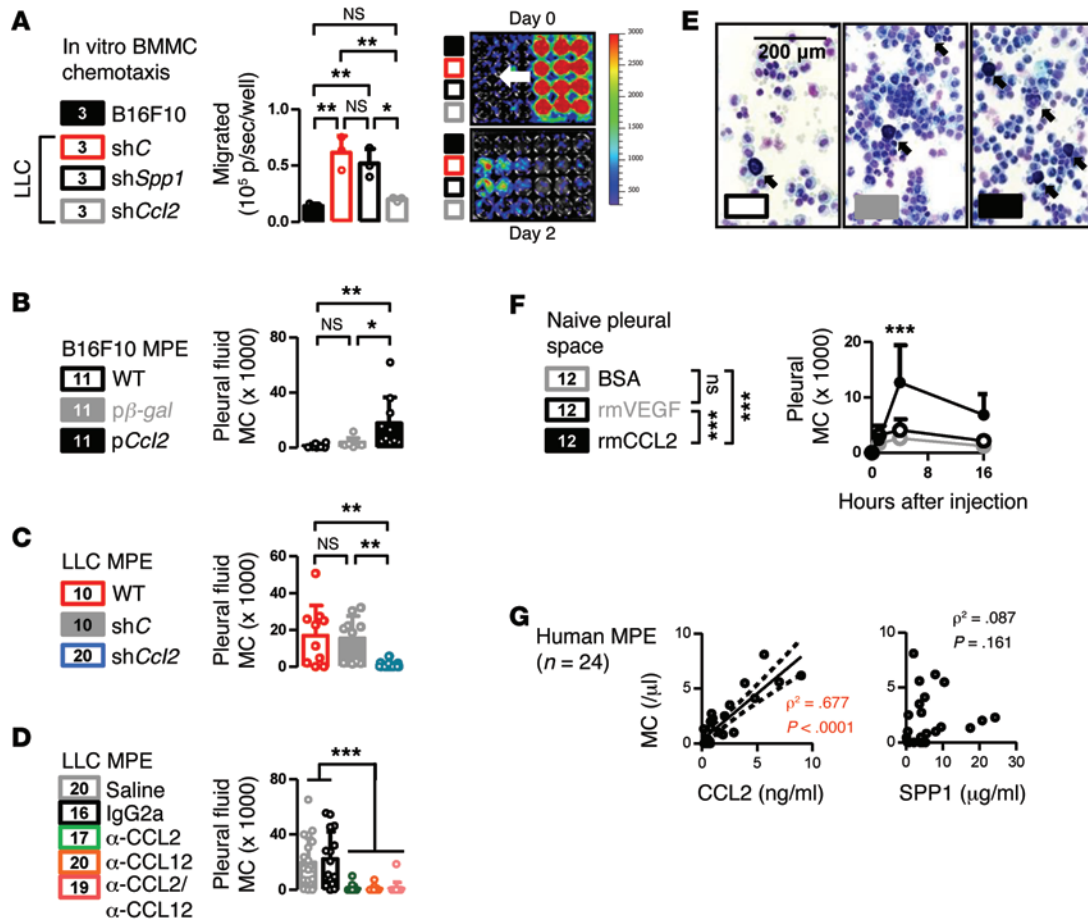 A
In vitro BMMC
chemotaxis
3 B16F10
LLC
3 shC
3 shSpp1
3 shCcl2
Migrated
(10⁵ p/sec/well)
1.0
0.5
0.0
NS
**
**
** NS *
Day 0
Day 2
3000
2500
2000
1500
1000
500
B
B16F10 MPE
11 WT
11 pβ-gal
11 pCcl2
Pleural fluid
MC (x 1000)
80
40
0
**
NS *
C
LLC MPE
10 WT
10 shC
20 shCcl2
Pleural fluid
MC (x 1000)
60
40
20
0
**
NS **
D
LLC MPE
20 Saline
16 IgG2a
17 α-CCL2
20 α-CCL12
19 α-CCL2/
α-CCL12
Pleural fluid
MC (x 1000)
80
40
0
***
E
200 μm
F
Naive pleural
space
12 BSA
12 rmVEGF
12 rmCCL2
ns
***
***
Pleural
MC (x 1000)
20
10
0
***
0 8 16
Hours after injection
G
Human MPE
(n = 24)
MC (/μl)
10
5
0
0 5 10
CCL2 (ng/ml)
ρ² = .677
P < .0001
10
5
0
0 10 20 30
SPP1 (μg/ml)
ρ² = .087
P = .161